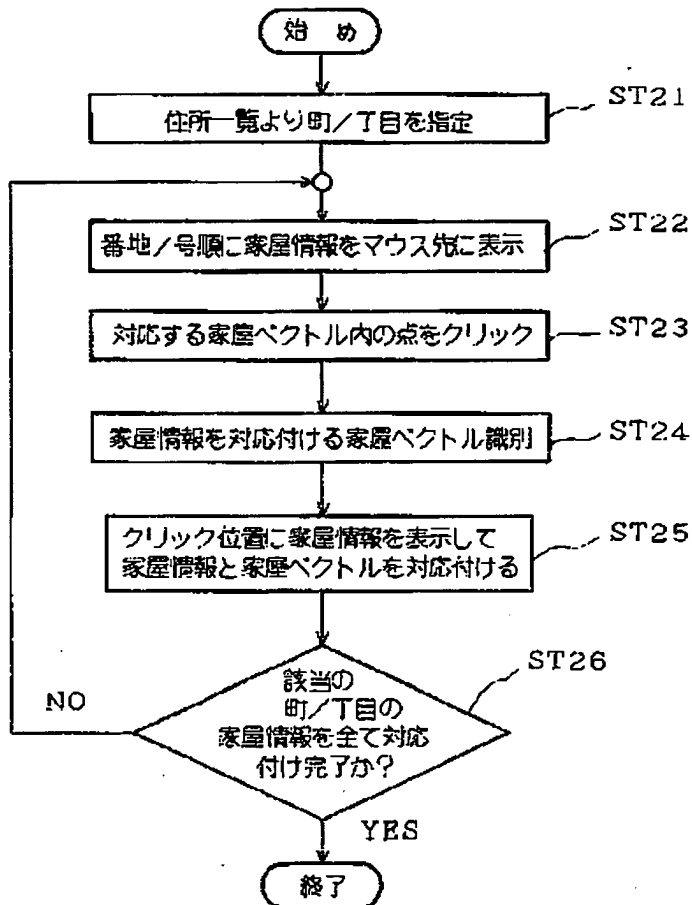 始め
住所一覧より町／丁目を指定
ST21
番地／号順に家屋情報をマウス先に表示
ST22
対応する家屋ベクトル内の点をクリック
ST23
家屋情報を対応付ける家屋ベクトル識別
ST24
クリック位置に家屋情報を表示して
家屋情報と家屋ベクトルを対応付ける
ST25
該当の
町／丁目の
家屋情報を全て対応
付け完了か？
ST26
NO
YES
終了